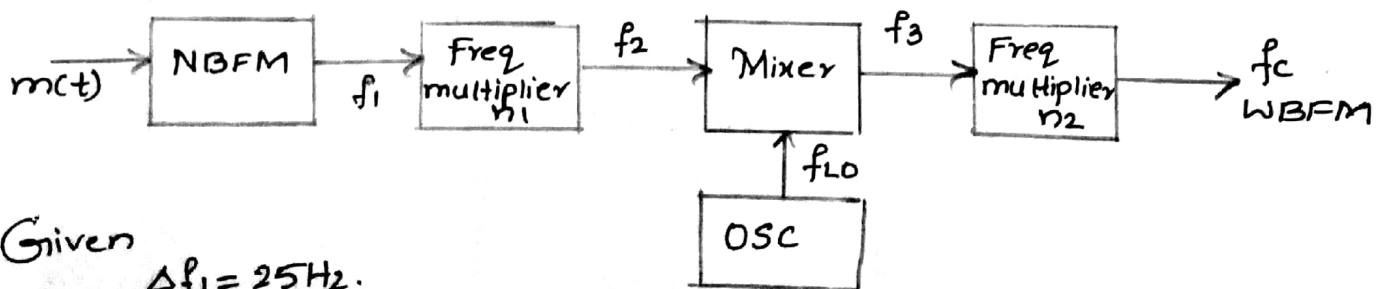 m(t) NBFM f1 Freq multiplier n1 f2 Mixer f3 Freq multiplier n2 fc WBFM
fLO
OSC
Given
Δf1 = 25Hz.